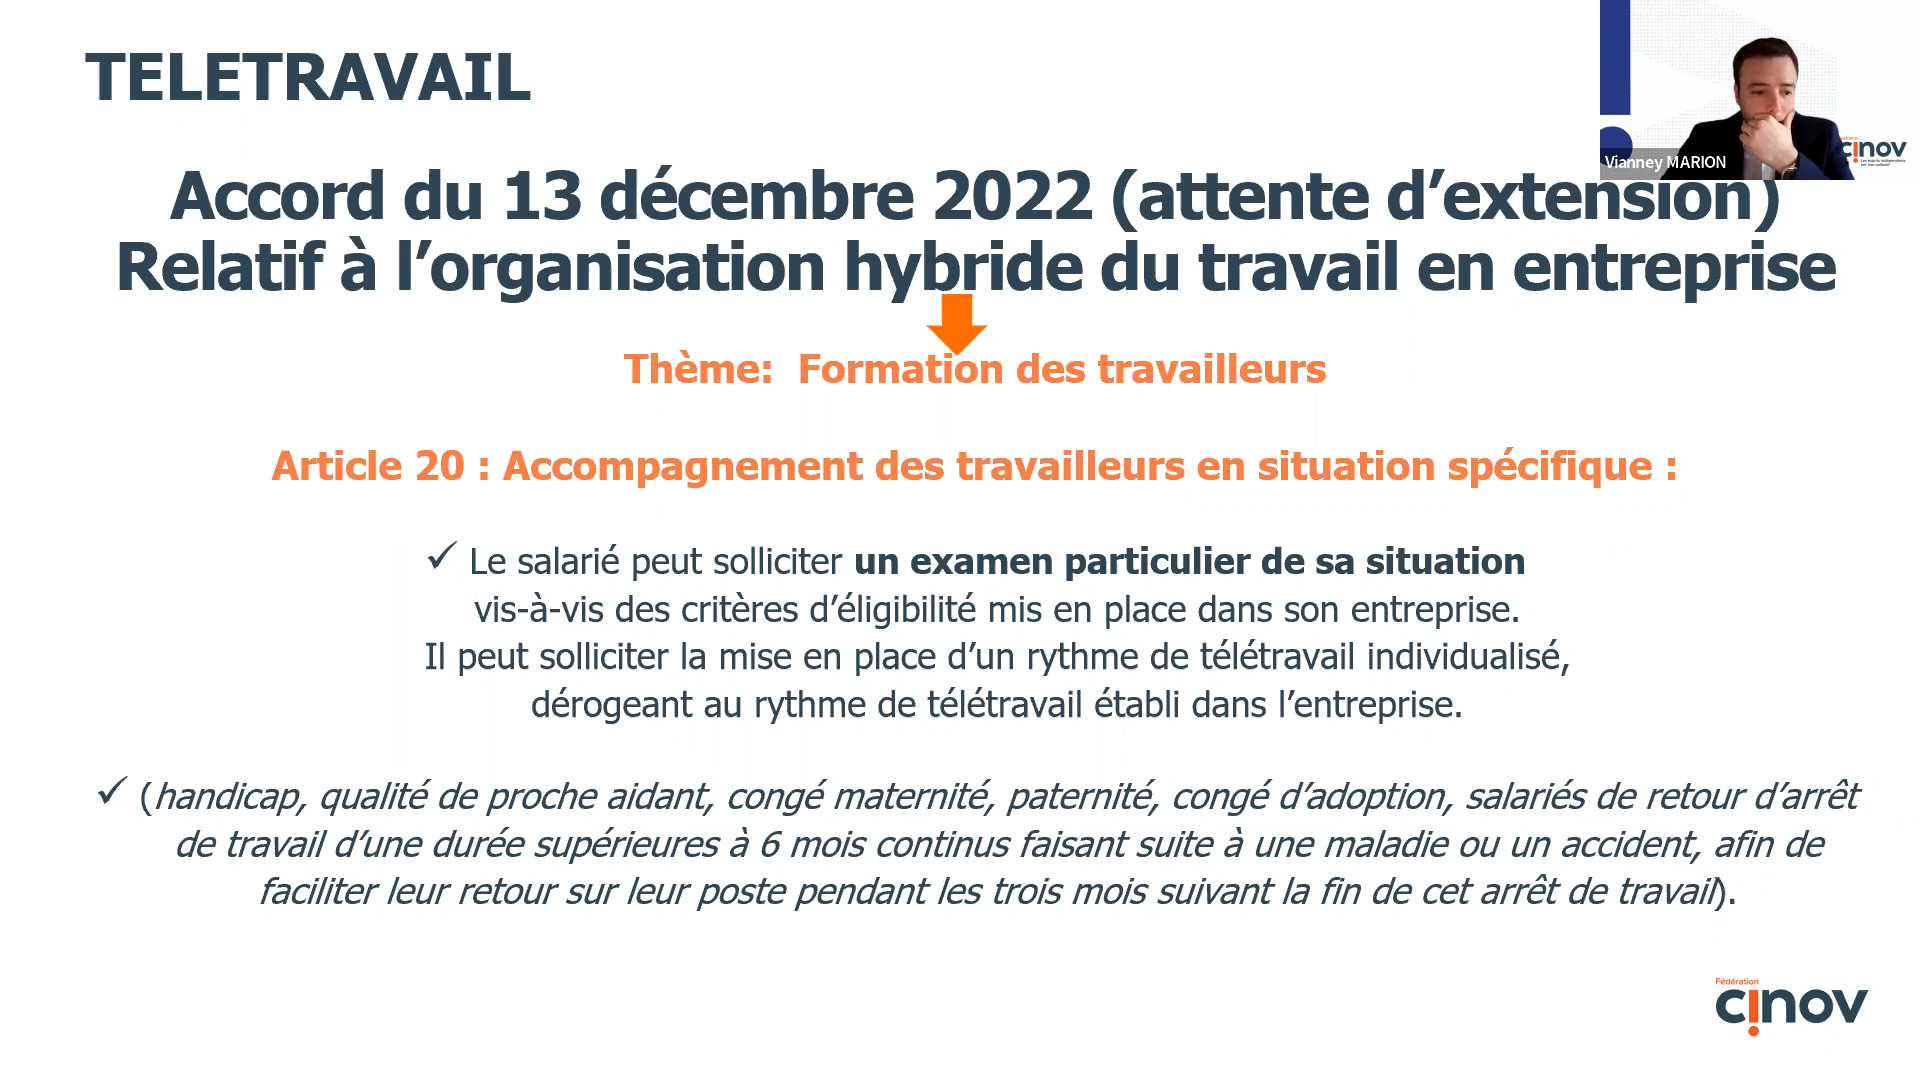 TELETRAVAIL
Vianney MARION
cinov
Accord du 13 décembre 2022 (attente d’extension)
Relatif à l’organisation hybride du travail en entreprise
Thème:  Formation des travailleurs
Article 20 : Accompagnement des travailleurs en situation spécifique :
✓ Le salarié peut solliciter un examen particulier de sa situation
vis-à-vis des critères d’éligibilité mis en place dans son entreprise.
Il peut solliciter la mise en place d’un rythme de télétravail individualisé,
dérogeant au rythme de télétravail établi dans l’entreprise.
✓ (handicap, qualité de proche aidant, congé maternité, paternité, congé d’adoption, salariés de retour d’arrêt
de travail d’une durée supérieures à 6 mois continus faisant suite à une maladie ou un accident, afin de
faciliter leur retour sur leur poste pendant les trois mois suivant la fin de cet arrêt de travail).
Fédération
cinov